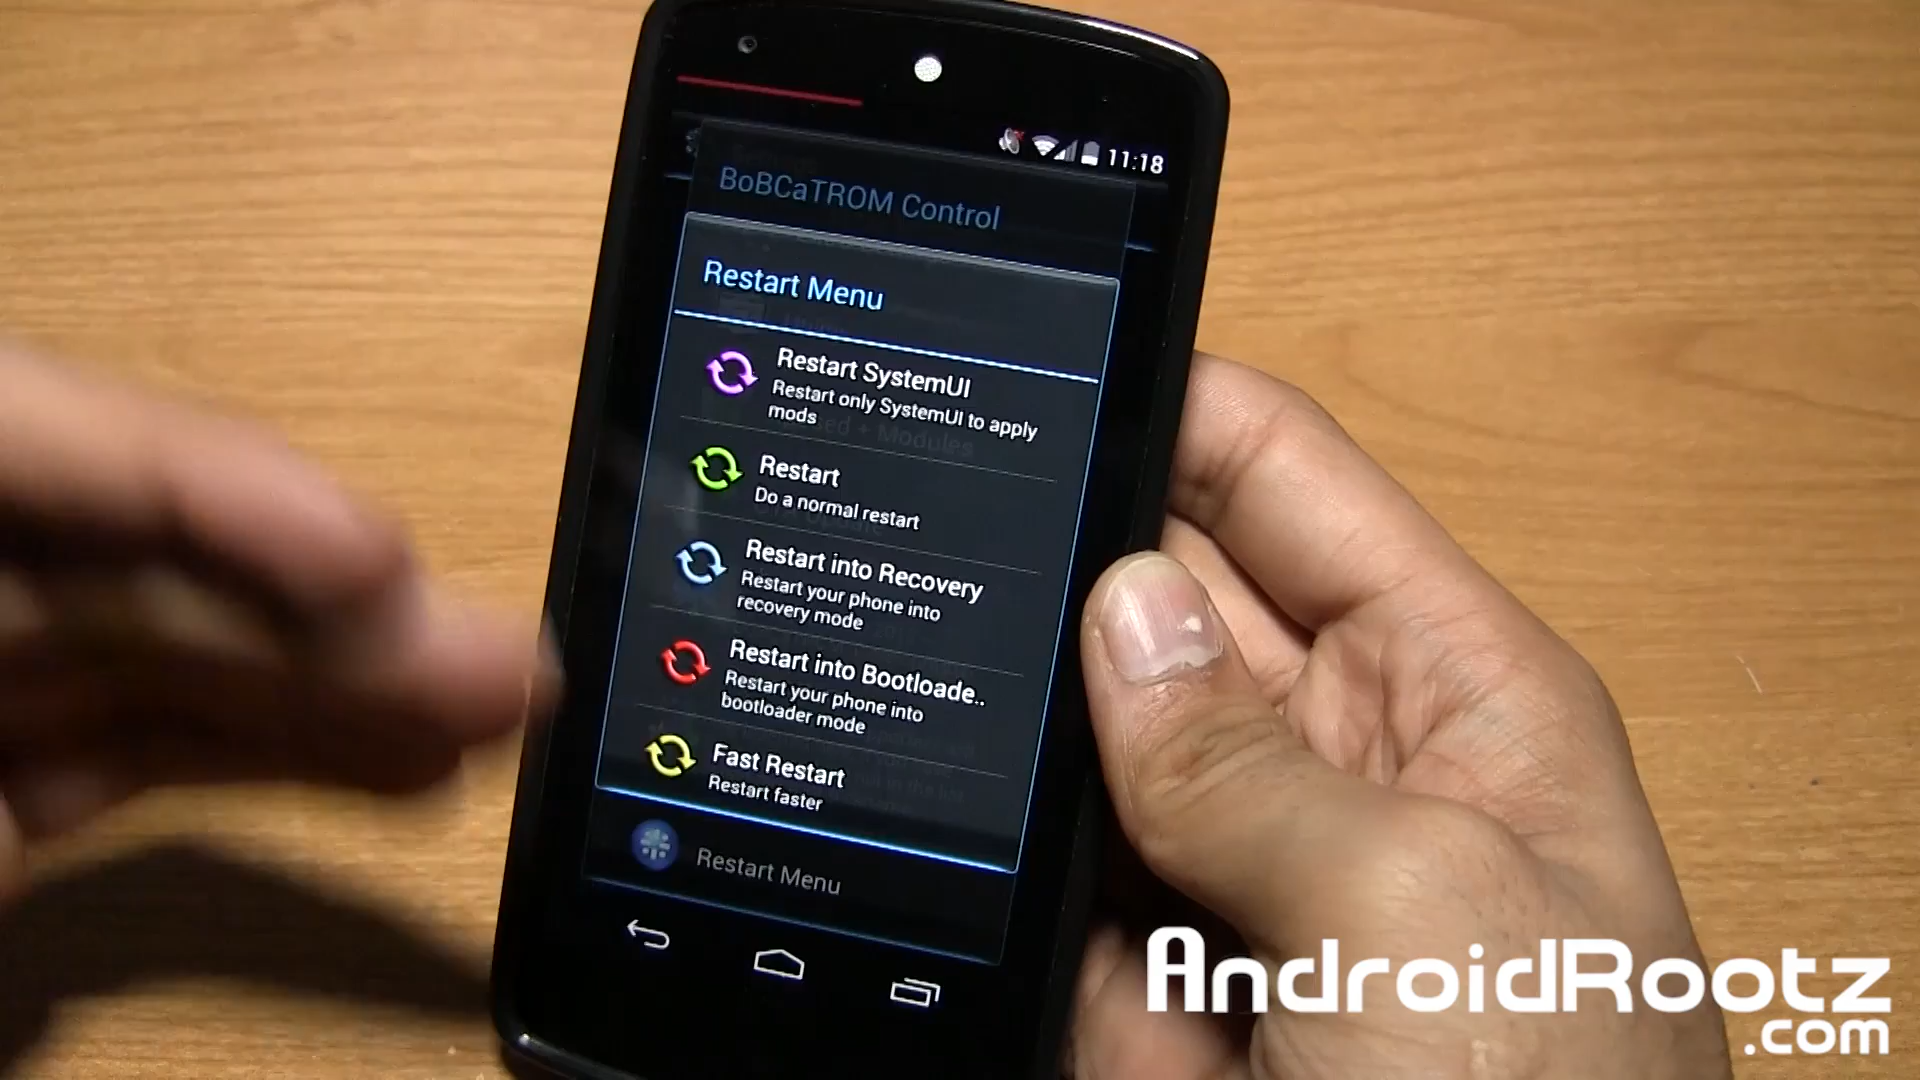 11:18
BoBCaTROM Control
Restart Menu
Restart SystemUI
Restart only SystemUI to apply
mods
Restart
Do a normal restart
Restart into Recovery
Restart your phone into
recovery mode
Restart into Bootloade..
Restart your phone into
bootloader mode
Fast Restart
Restart faster
Restart Menu
AndroidRootz
.com